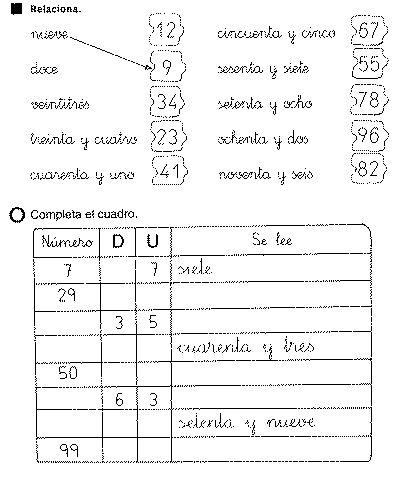 Relaciona.
nueve 12 cincuenta y cinco 67
doce 9 sesenta y siete 55
veintitrés 34 setenta y ocho 78
treinta y cuatro 23 ochenta y dos 96
cuarenta y uno 41 noventa y seis 82
Completa el cuadro.
Número D U Se lee
7 7 siete
29
3 5
cuarenta y tres
50
6 3
setenta y nueve
99